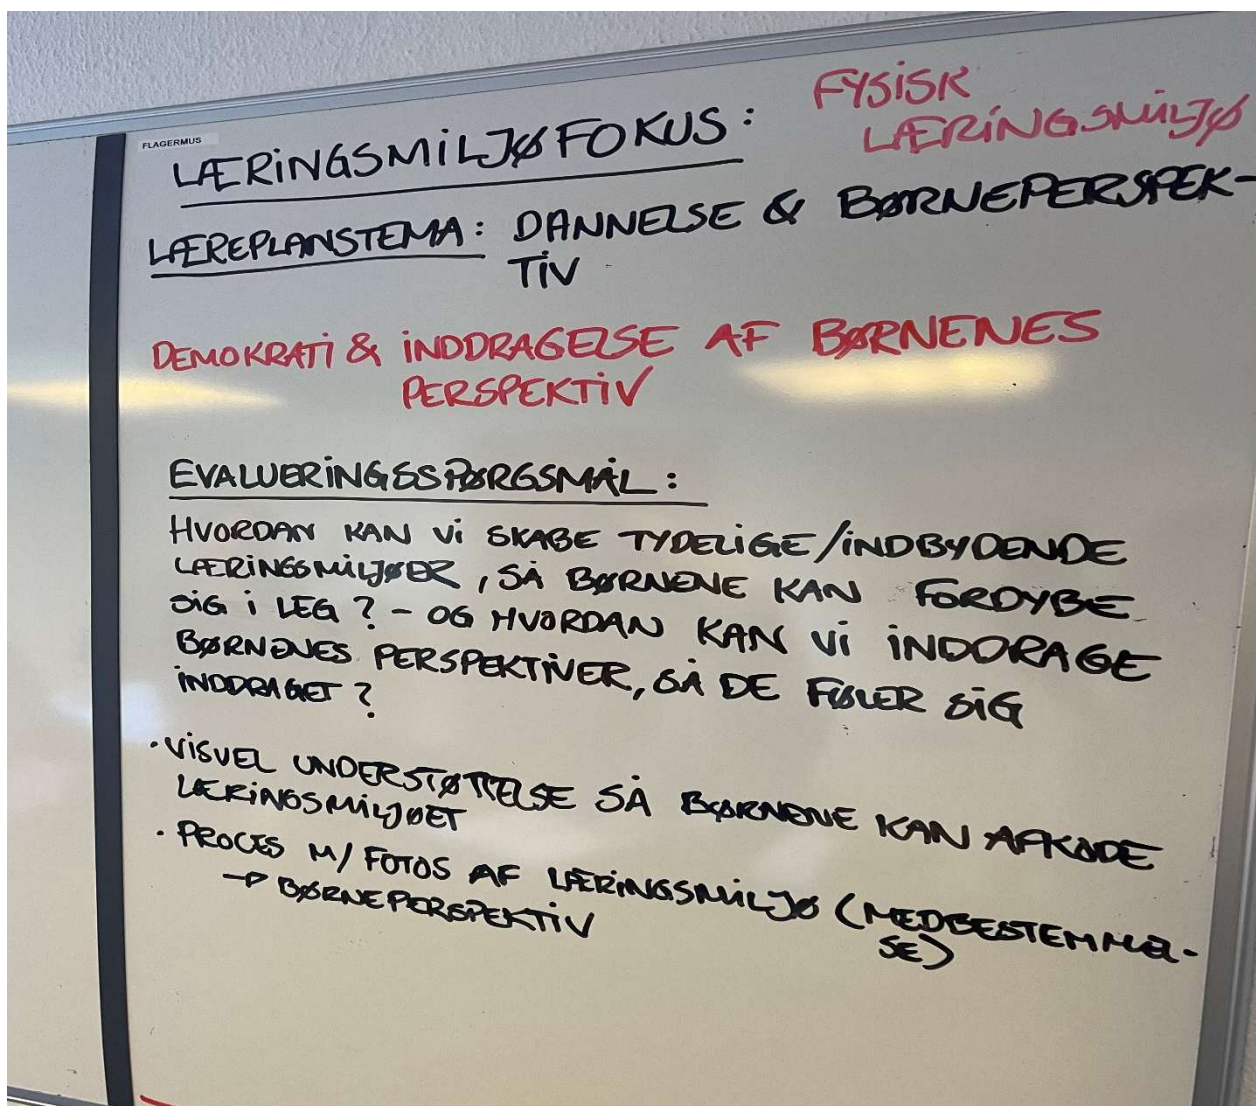 FLAGERMUS
LÆRINGSMILJØFOKUS: FYSISK
LÆRINGSMILJØ
LÆREPLANSTEMA: DANNELSE & BØRNEPERSPEK-
TIV
DEMOKRATI & INDDRAGELSE AF BØRNENES
PERSPEKTIV
EVALUERINGSSPØRGSMÅL:
HVORDAN KAN VI SKABE TYDELIGE/INDBYDENDE
LÆRINGSMILJØER, SÅ BØRNENE KAN FORDYBE
SIG I LEG? - OG HVORDAN KAN VI INDDRAGE
BØRNENES PERSPEKTIVER, SÅ DE FØLER SIG
INDDRAGET?
· VISUEL UNDERSTØTTELSE SÅ BØRNENE KAN AFKODE
LÆRINGSMILJØET
· PROCES M/ FOTOS AF LÆRINGSMILJØ (MEDBESTEMMEL-
SE)
→ BØRNEPERSPEKTIV